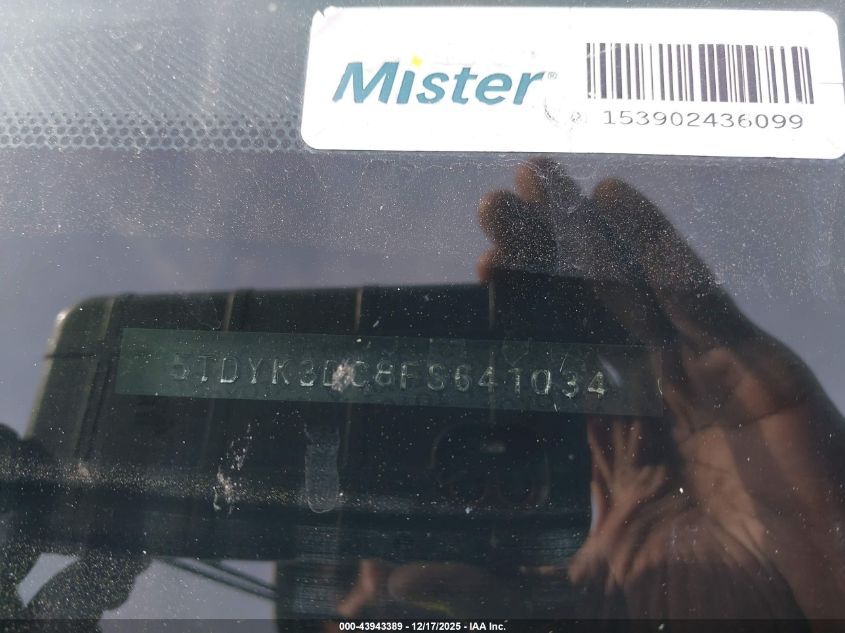 Mister®
153902436099
5TDYK3DC8FS641034
000-43943389 - 12/17/2025 - IAA Inc.